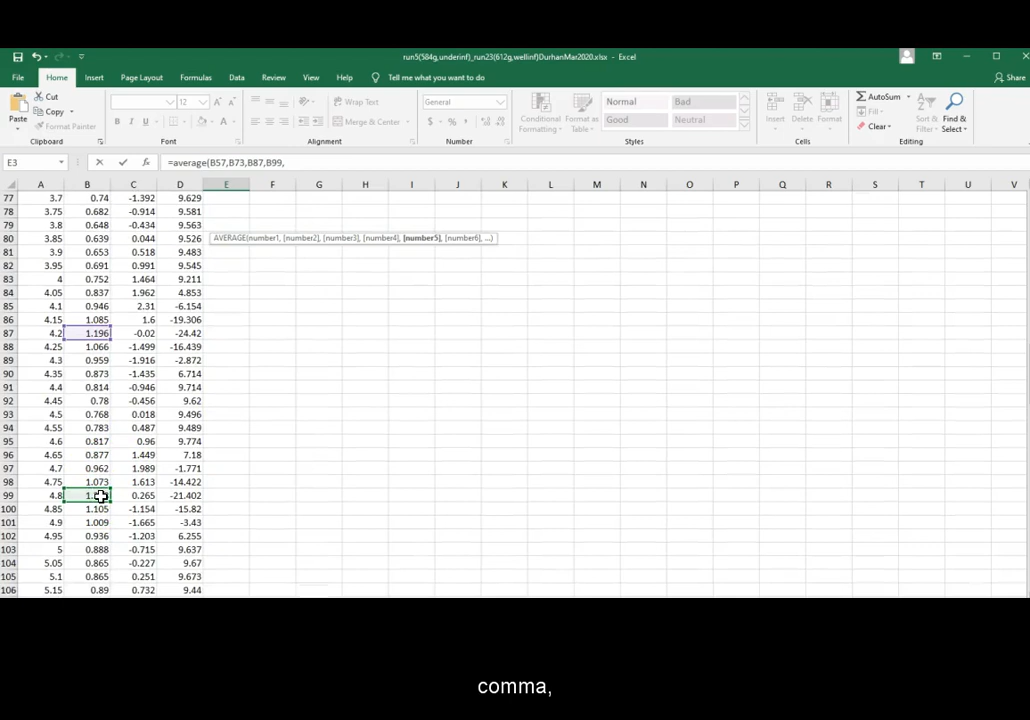 run5(584g,underinf)_run23(612g,wellinf)DurhanMar2020.xlsx - Excel
File Home Insert Page Layout Formulas Data Review View Help Tell me what you want to do Share
Paste Cut Copy Format Painter Clipboard
12 B I U Font
Wrap Text Merge & Center Alignment
General $ % Number
Conditional Formatting Format as Table Normal Bad Good Neutral Styles
Insert Delete Format Cells
AutoSum Clear Sort & Filter Find & Select Editing
E3 fx =average(B57,B73,B87,B99,
A B C D E F G H I J K L M N O P Q R S T U V
77 3.7 0.74 -1.392 9.629
78 3.75 0.682 -0.914 9.581
79 3.8 0.648 -0.434 9.563
80 3.85 0.639 0.044 9.526 AVERAGE(number1, [number2], [number3], [number4], [number5], [number6], ...)
81 3.9 0.653 0.518 9.483
82 3.95 0.691 0.991 9.545
83 4 0.752 1.464 9.211
84 4.05 0.837 1.962 4.853
85 4.1 0.946 2.31 -6.154
86 4.15 1.085 1.6 -19.306
87 4.2 1.196 -0.02 -24.42
88 4.25 1.066 -1.499 -16.439
89 4.3 0.959 -1.916 -2.872
90 4.35 0.873 -1.435 6.714
91 4.4 0.814 -0.946 9.714
92 4.45 0.78 -0.456 9.62
93 4.5 0.768 0.018 9.496
94 4.55 0.783 0.487 9.489
95 4.6 0.817 0.96 9.774
96 4.65 0.877 1.449 7.18
97 4.7 0.962 1.989 -1.771
98 4.75 1.073 1.613 -14.422
99 4.8 0.265 -21.402
100 4.85 1.105 -1.154 -15.82
101 4.9 1.009 -1.665 -3.43
102 4.95 0.936 -1.203 6.255
103 5 0.888 -0.715 9.637
104 5.05 0.865 -0.227 9.67
105 5.1 0.865 0.251 9.673
106 5.15 0.89 0.732 9.44
comma,